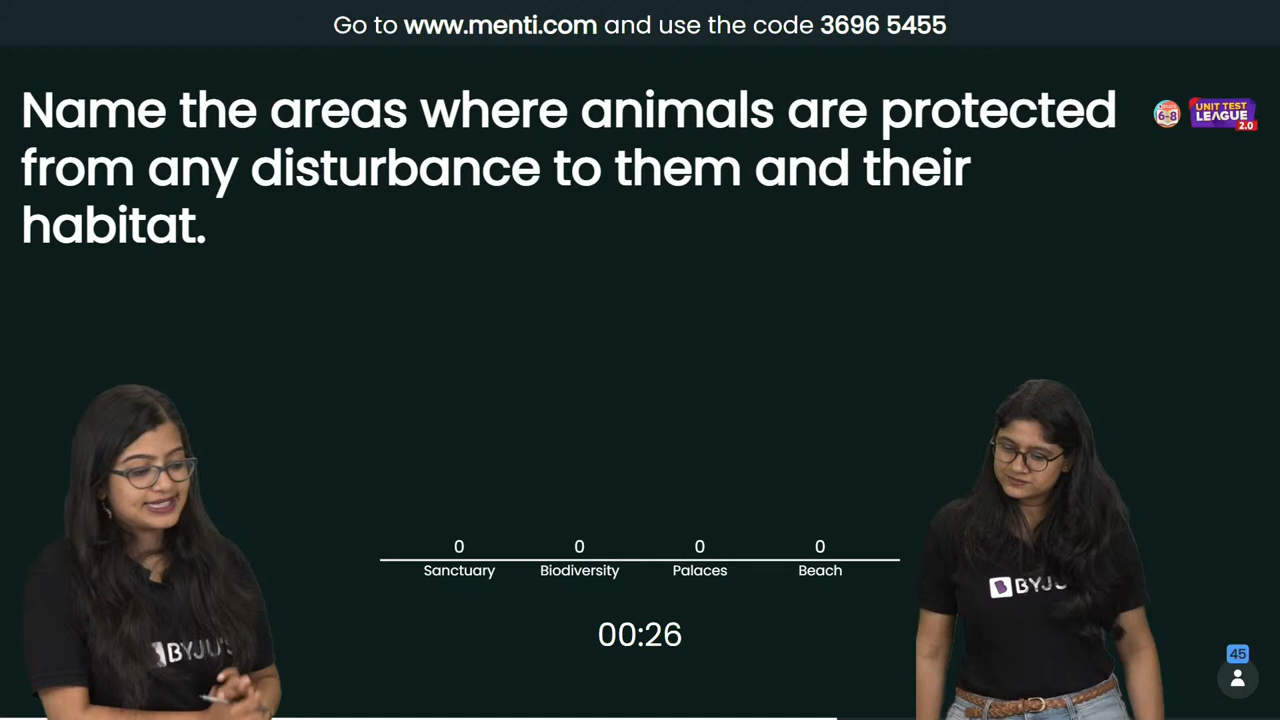 Go to www.menti.com and use the code 3696 5455
Name the areas where animals are protected
from any disturbance to them and their
habitat.
6-8
UNIT TEST
LEAGUE
2.0
0 0 0 0
Sanctuary Biodiversity Palaces Beach
00:26
BYJU'S
BYJU
45